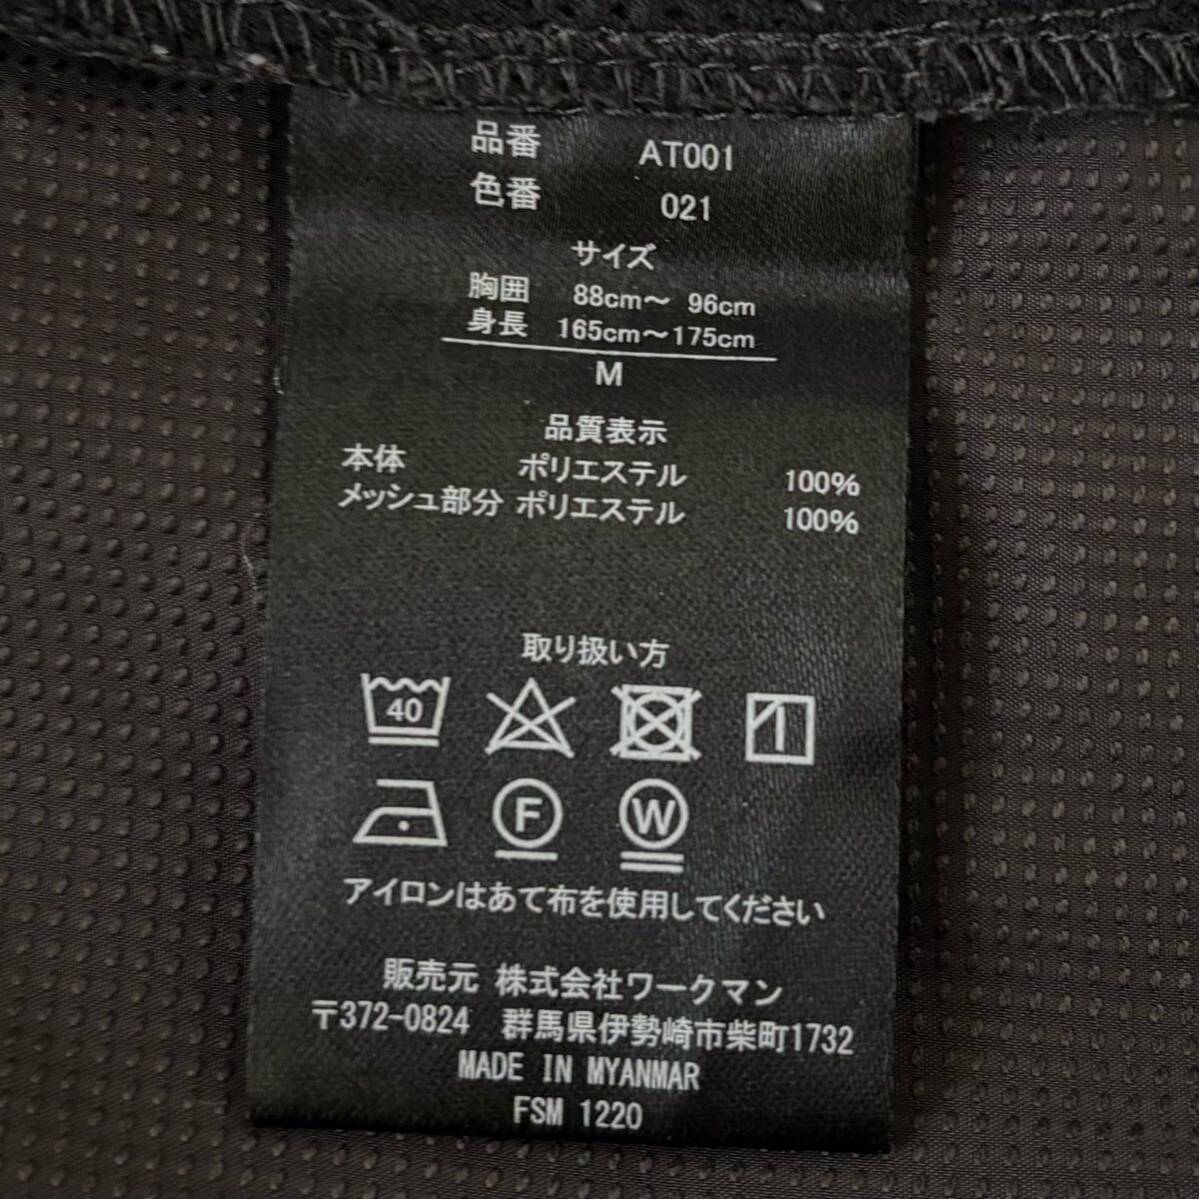 品番 AT001
色番 021
サイズ
胸囲 88cm～ 96cm
身長 165cm～175cm
M
品質表示
本体 ポリエステル 100%
メッシュ部分 ポリエステル 100%
取り扱い方
40
F W
アイロンはあて布を使用してください
販売元 株式会社ワークマン
〒372-0824 群馬県伊勢崎市柴町1732
MADE IN MYANMAR
FSM 1220